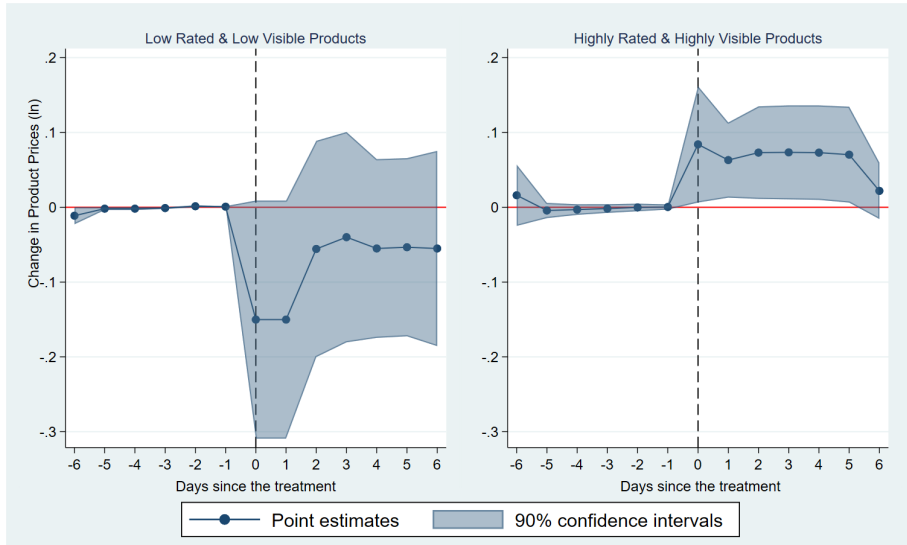 Low Rated & Low Visible Products
Change in Product Prices (ln)
.2
.1
0
-.1
-.2
-.3
-6 -5 -4 -3 -2 -1 0 1 2 3 4 5 6
Days since the treatment
Highly Rated & Highly Visible Products
.2
.1
0
-.1
-.2
-.3
-6 -5 -4 -3 -2 -1 0 1 2 3 4 5 6
Days since the treatment
Point estimates 90% confidence intervals